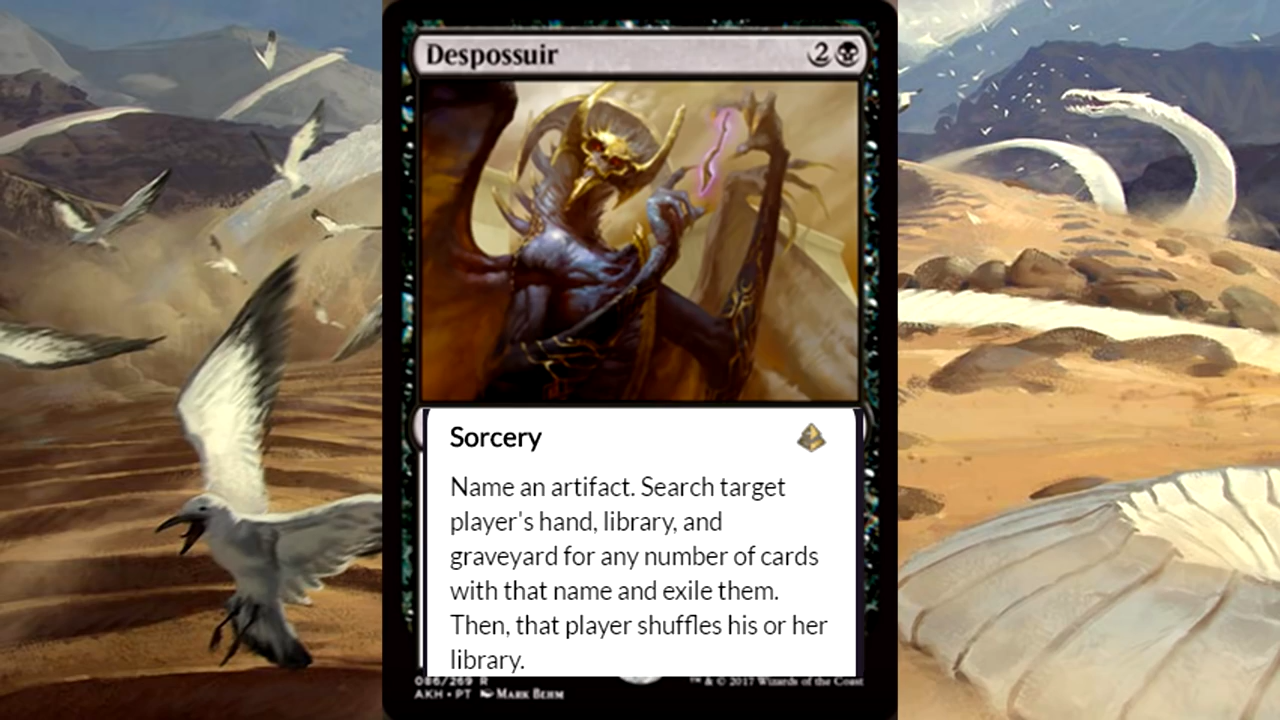 Despossuir 2
Sorcery
Name an artifact. Search target
player's hand, library, and
graveyard for any number of cards
with that name and exile them.
Then, that player shuffles his or her
library.
086/269 R
™ & © 2017 Wizards of the Coast
AKH • PT Mark Behm